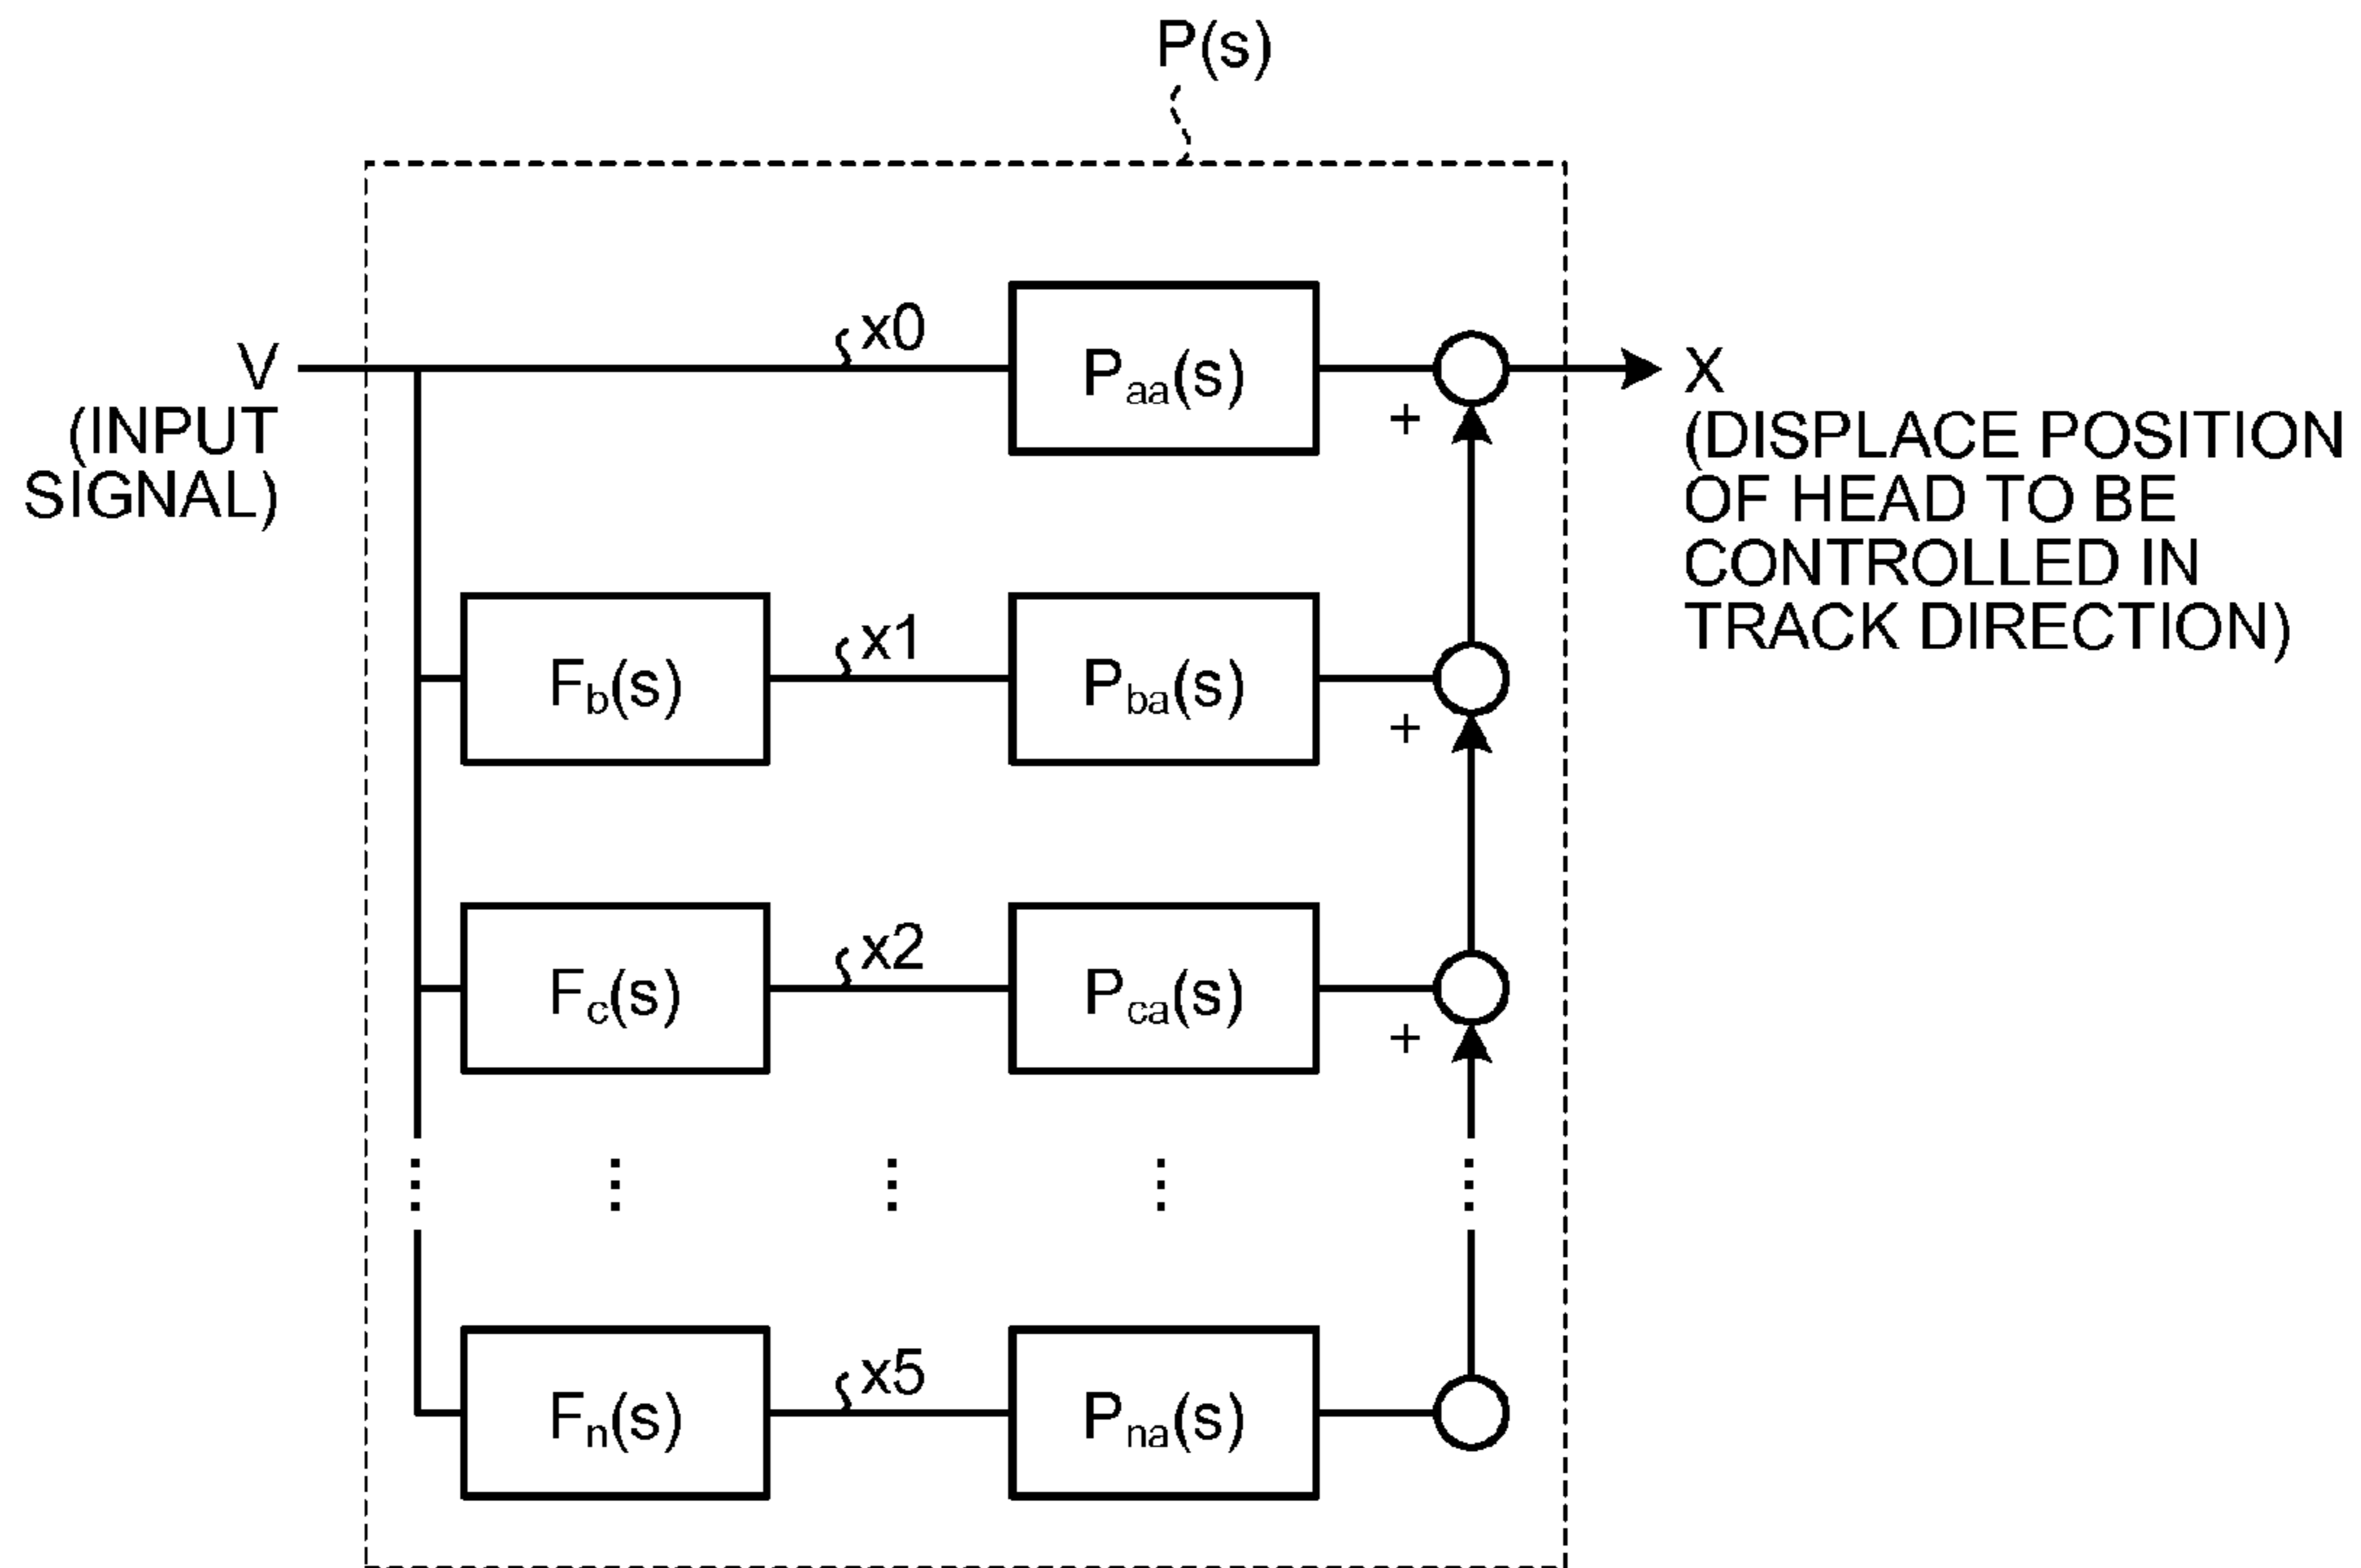 P(s)
V
(INPUT
SIGNAL)
x0
Paa(s)
+
X
(DISPLACE POSITION
OF HEAD TO BE
CONTROLLED IN
TRACK DIRECTION)
Fb(s)
x1
Pba(s)
+
Fc(s)
x2
Pca(s)
+
Fn(s)
x5
Pna(s)